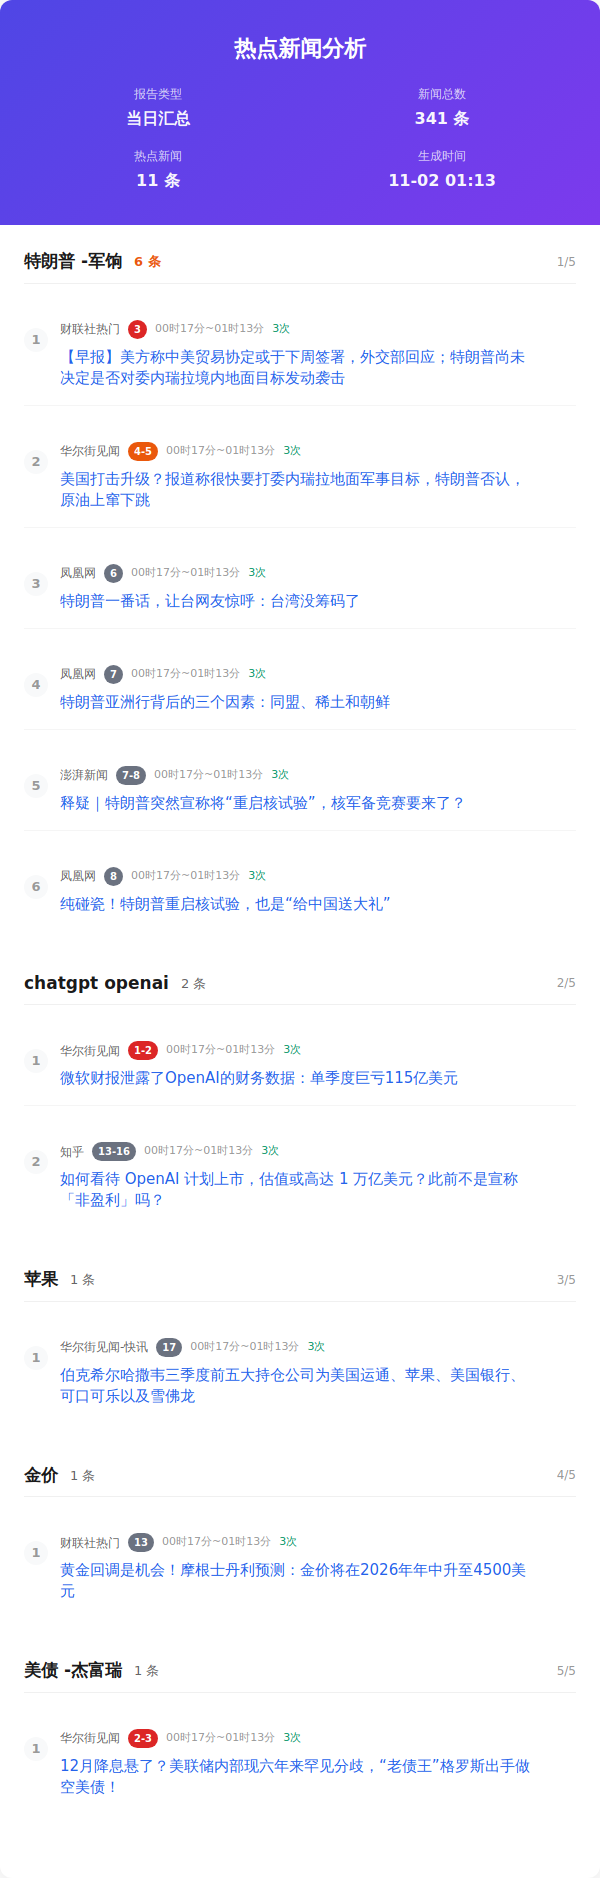 热点新闻分析
报告类型
当日汇总
新闻总数
341 条
热点新闻
11 条
生成时间
11-02 01:13
特朗普 -军饷 6 条 1/5
1
财联社热门 3 00时17分~01时13分 3次
【早报】美方称中美贸易协定或于下周签署，外交部回应；特朗普尚未
决定是否对委内瑞拉境内地面目标发动袭击
2
华尔街见闻 4-5 00时17分~01时13分 3次
美国打击升级？报道称很快要打委内瑞拉地面军事目标，特朗普否认，
原油上窜下跳
3
凤凰网 6 00时17分~01时13分 3次
特朗普一番话，让台网友惊呼：台湾没筹码了
4
凤凰网 7 00时17分~01时13分 3次
特朗普亚洲行背后的三个因素：同盟、稀土和朝鲜
5
澎湃新闻 7-8 00时17分~01时13分 3次
释疑｜特朗普突然宣称将“重启核试验”，核军备竞赛要来了？
6
凤凰网 8 00时17分~01时13分 3次
纯碰瓷！特朗普重启核试验，也是“给中国送大礼”
chatgpt openai 2 条 2/5
1
华尔街见闻 1-2 00时17分~01时13分 3次
微软财报泄露了OpenAI的财务数据：单季度巨亏115亿美元
2
知乎 13-16 00时17分~01时13分 3次
如何看待 OpenAI 计划上市，估值或高达 1 万亿美元？此前不是宣称
「非盈利」吗？
苹果 1 条 3/5
1
华尔街见闻-快讯 17 00时17分~01时13分 3次
伯克希尔哈撒韦三季度前五大持仓公司为美国运通、苹果、美国银行、
可口可乐以及雪佛龙
金价 1 条 4/5
1
财联社热门 13 00时17分~01时13分 3次
黄金回调是机会！摩根士丹利预测：金价将在2026年年中升至4500美
元
美债 -杰富瑞 1 条 5/5
1
华尔街见闻 2-3 00时17分~01时13分 3次
12月降息悬了？美联储内部现六年来罕见分歧，“老债王”格罗斯出手做
空美债！